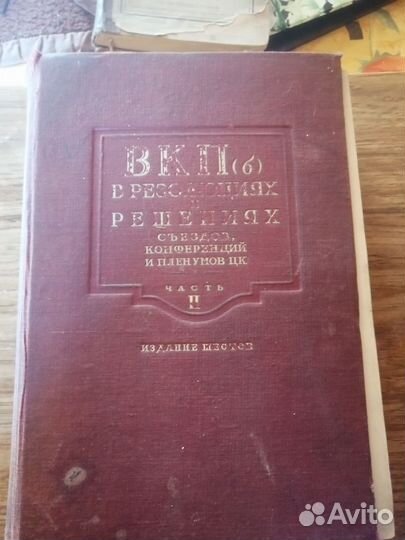 ВКП(б)
В РЕЗОЛЮЦИЯХ
И
РЕШЕНИЯХ
СЪЕЗДОВ,
КОНФЕРЕНЦИЙ
И ПЛЕНУМОВ ЦК
ЧАСТЬ
II
ИЗДАНИЕ ШЕСТОЕ
Avito